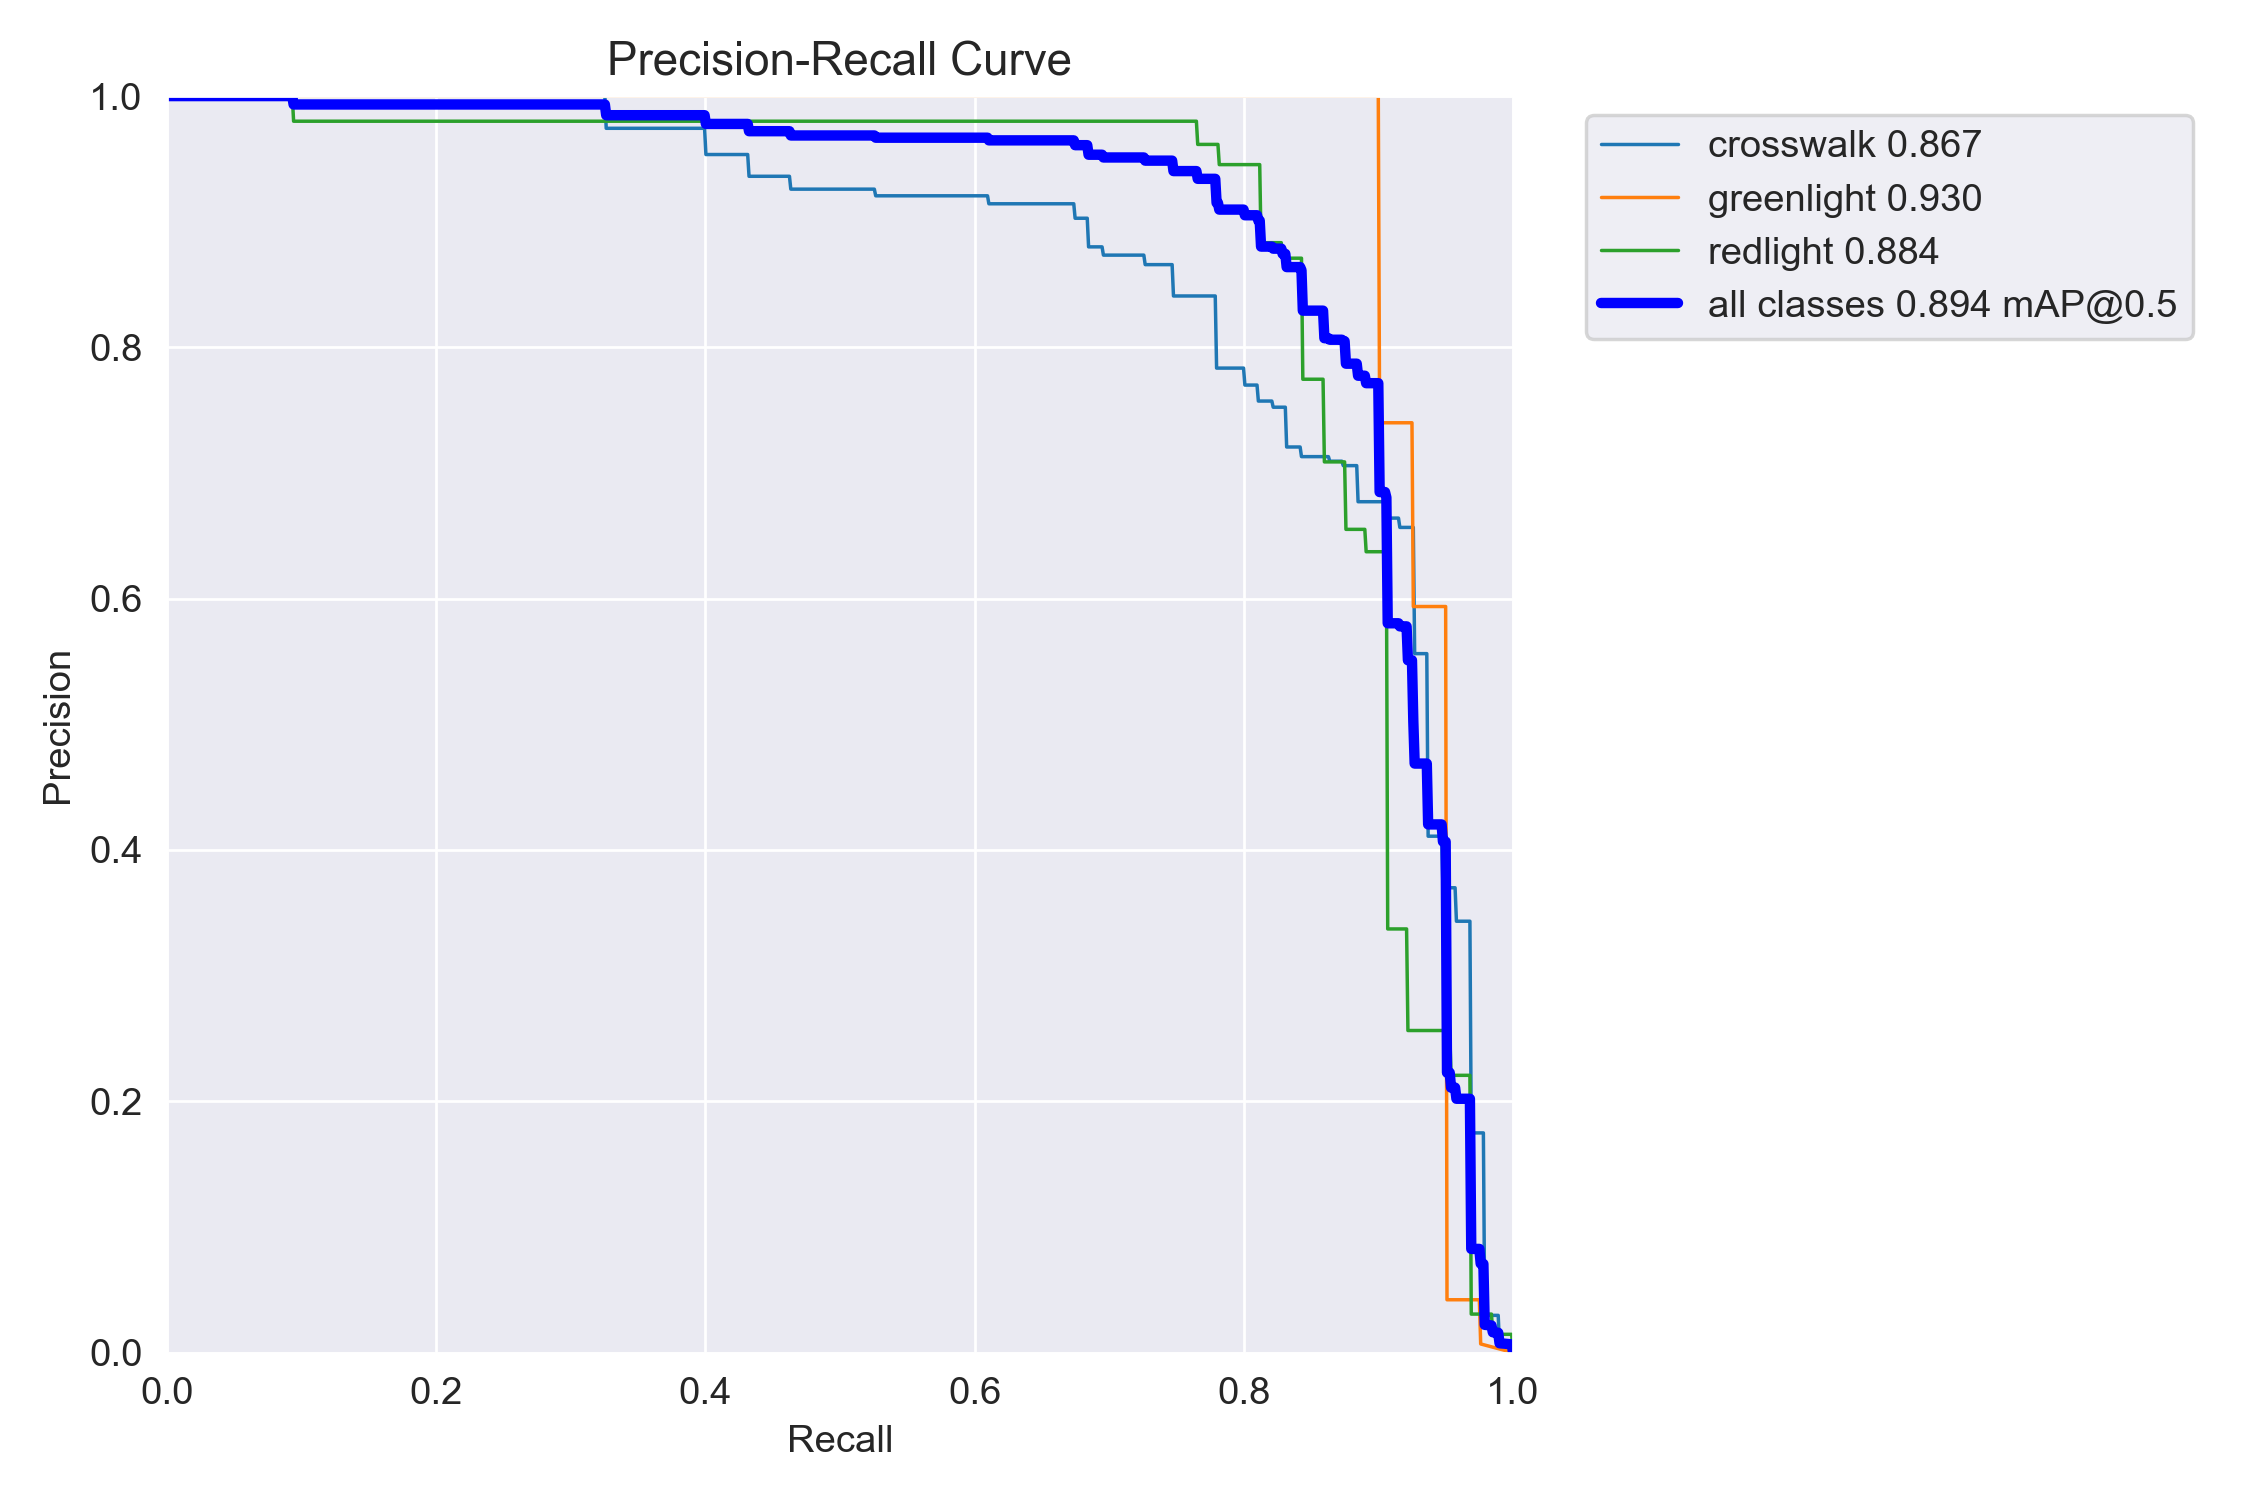 Precision-Recall Curve
1.0
0.8
0.6
0.4
0.2
0.0
Precision
0.0 0.2 0.4 0.6 0.8 1.0
Recall
crosswalk 0.867
greenlight 0.930
redlight 0.884
all classes 0.894 mAP@0.5